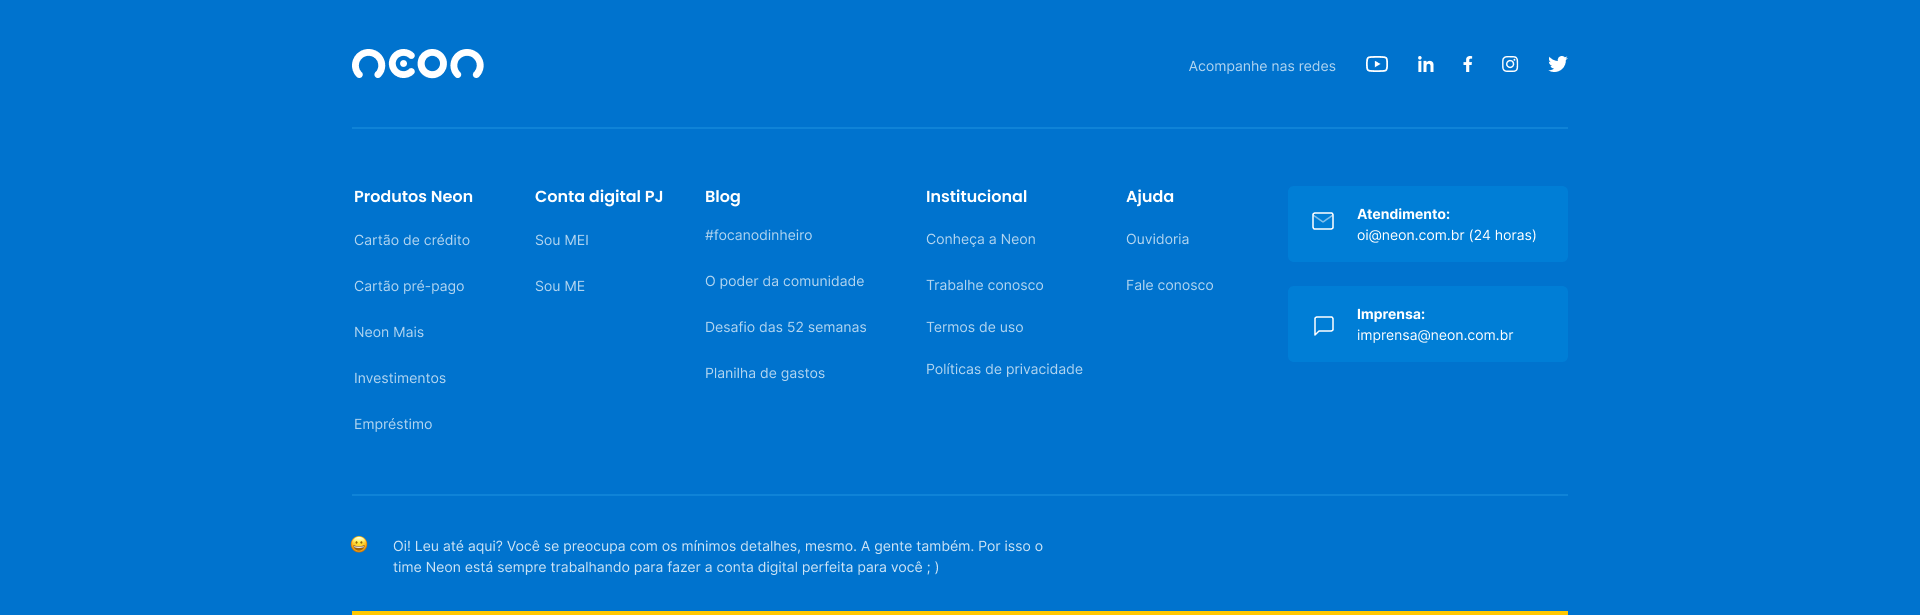 neon
Acompanhe nas redes
Produtos Neon
Cartão de crédito
Cartão pré-pago
Neon Mais
Investimentos
Empréstimo
Conta digital PJ
Sou MEI
Sou ME
Blog
#focanodinheiro
O poder da comunidade
Desafio das 52 semanas
Planilha de gastos
Institucional
Conheça a Neon
Trabalhe conosco
Termos de uso
Políticas de privacidade
Ajuda
Ouvidoria
Fale conosco
Atendimento:
oi@neon.com.br (24 horas)
Imprensa:
imprensa@neon.com.br
Oi! Leu até aqui? Você se preocupa com os mínimos detalhes, mesmo. A gente também. Por isso o
time Neon está sempre trabalhando para fazer a conta digital perfeita para você ; )